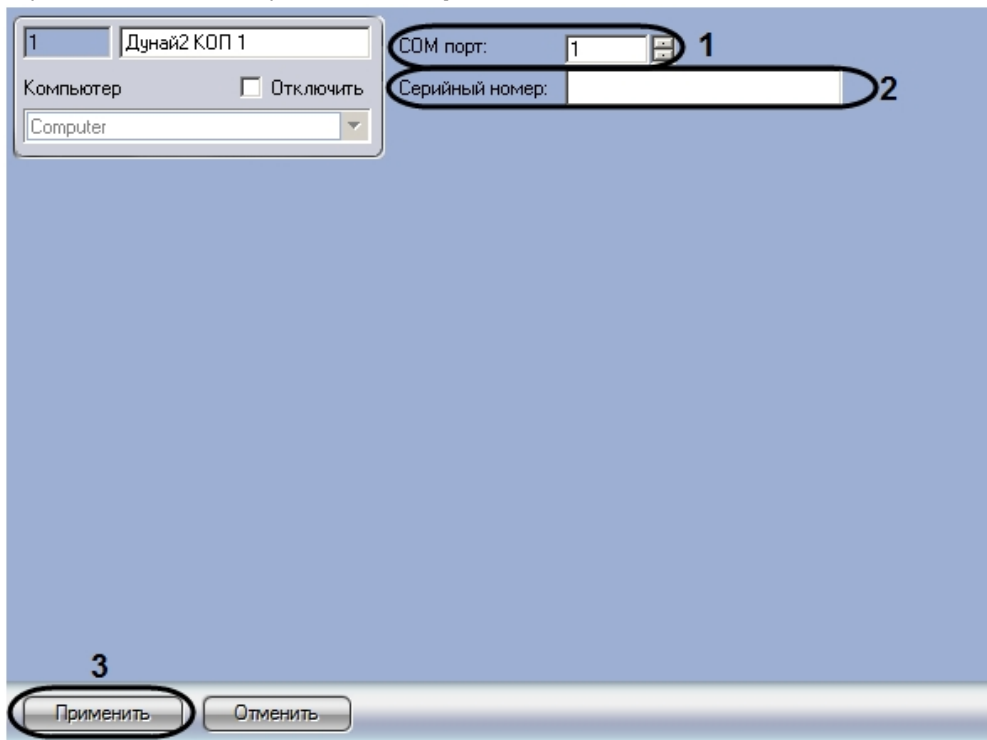 1 Дунай2 КОП 1
Компьютер Отключить
Computer
COM порт: 1 1
Серийный номер: 2
3
Применить Отменить